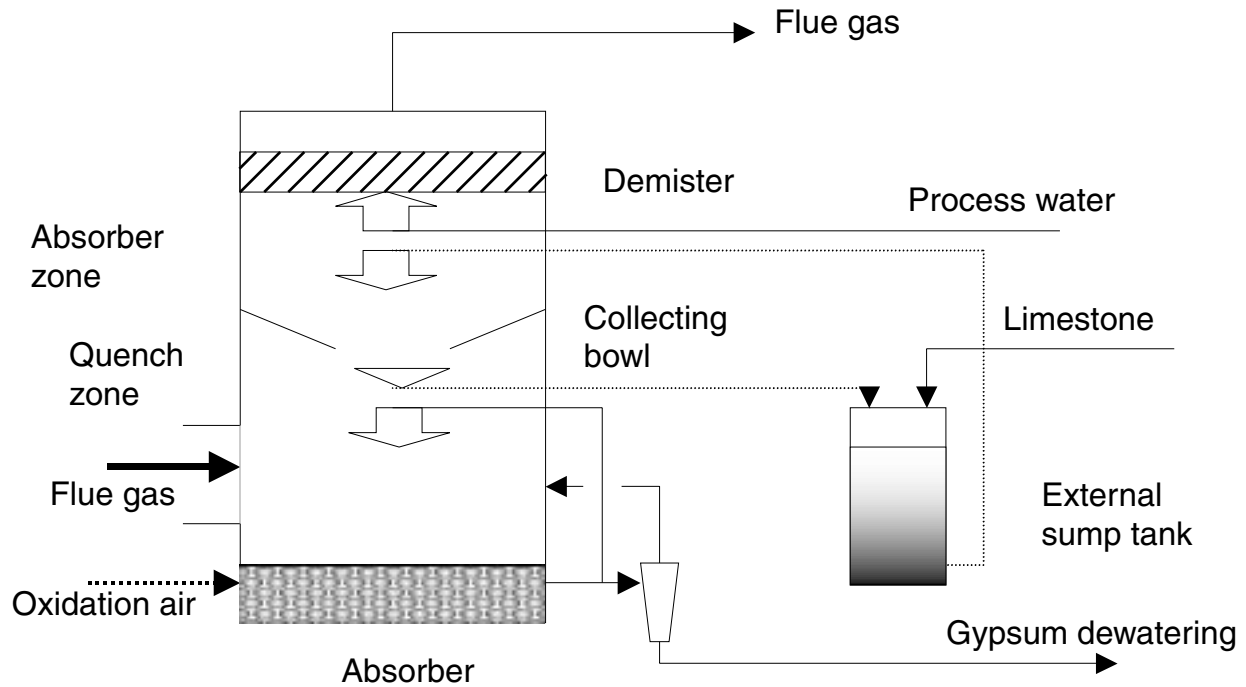 Flue gas
Demister
Process water
Absorber
zone
Collecting
bowl
Limestone
Quench
zone
Flue gas
External
sump tank
Oxidation air
Gypsum dewatering
Absorber